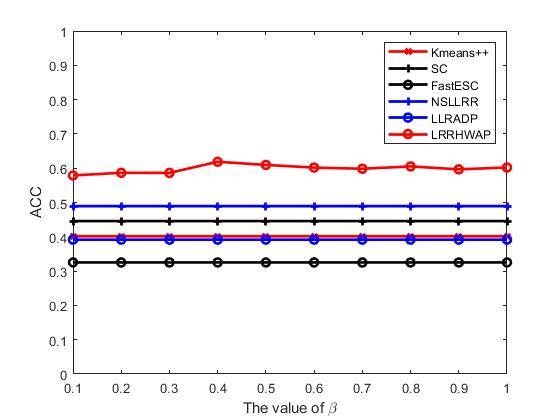 1
0.9
0.8
0.7
0.6
0.5
0.4
0.3
0.2
0.1
0
ACC
Kmeans++
SC
FastESC
NSLLRR
LLRADP
LRRHWAP
0.1 0.2 0.3 0.4 0.5 0.6 0.7 0.8 0.9 1
The value of β